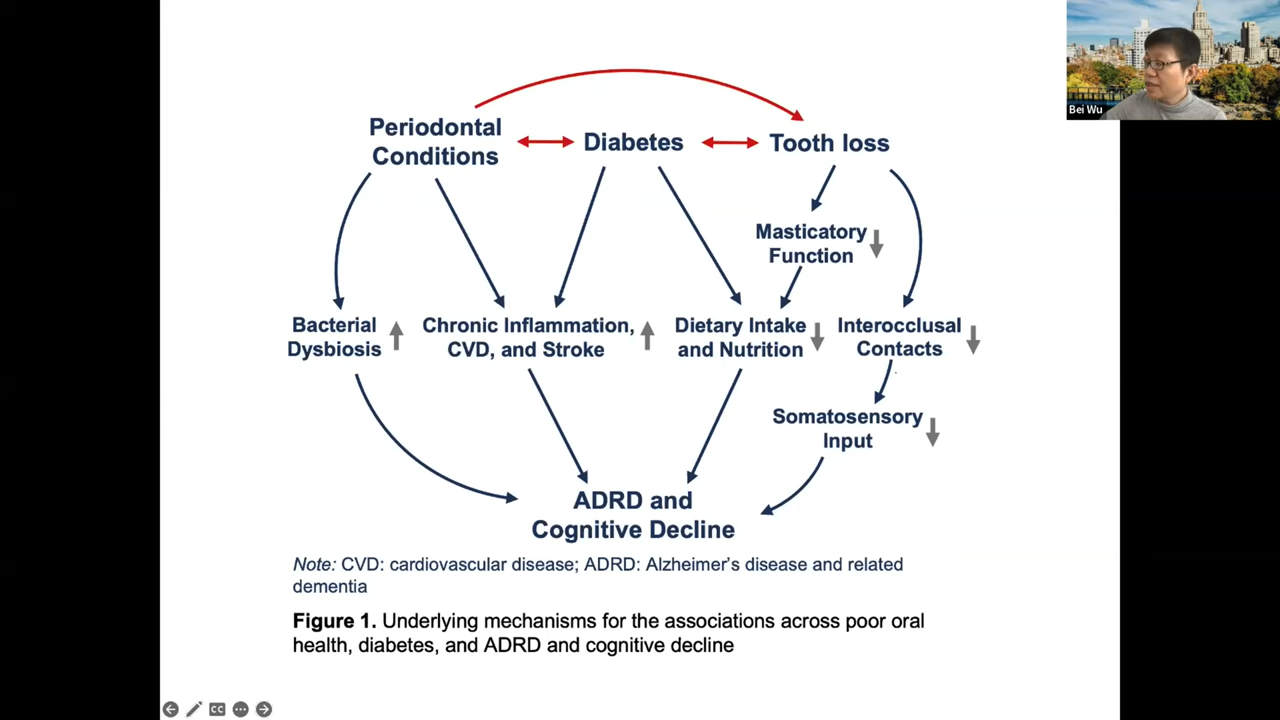 Bei Wu
Periodontal
Conditions
Diabetes
Tooth loss
Masticatory
Function
Bacterial
Dysbiosis
Chronic Inflammation,
CVD, and Stroke
Dietary Intake
and Nutrition
Interocclusal
Contacts
Somatosensory
Input
ADRD and
Cognitive Decline
Note: CVD: cardiovascular disease; ADRD: Alzheimer’s disease and related
dementia
Figure 1. Underlying mechanisms for the associations across poor oral
health, diabetes, and ADRD and cognitive decline
CC